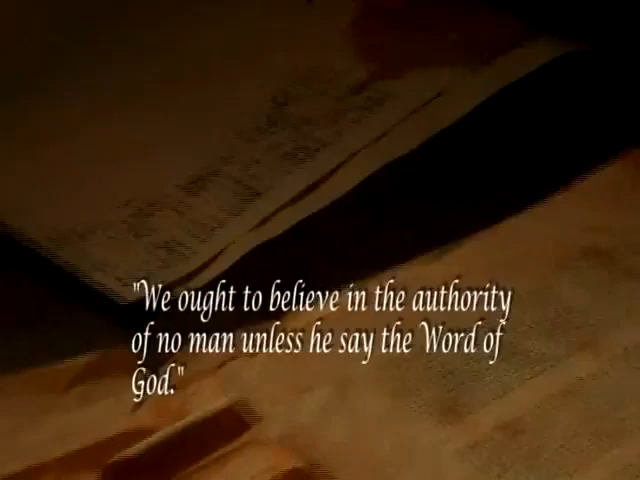 "We ought to believe in the authority
of no man unless he say the Word of
God."